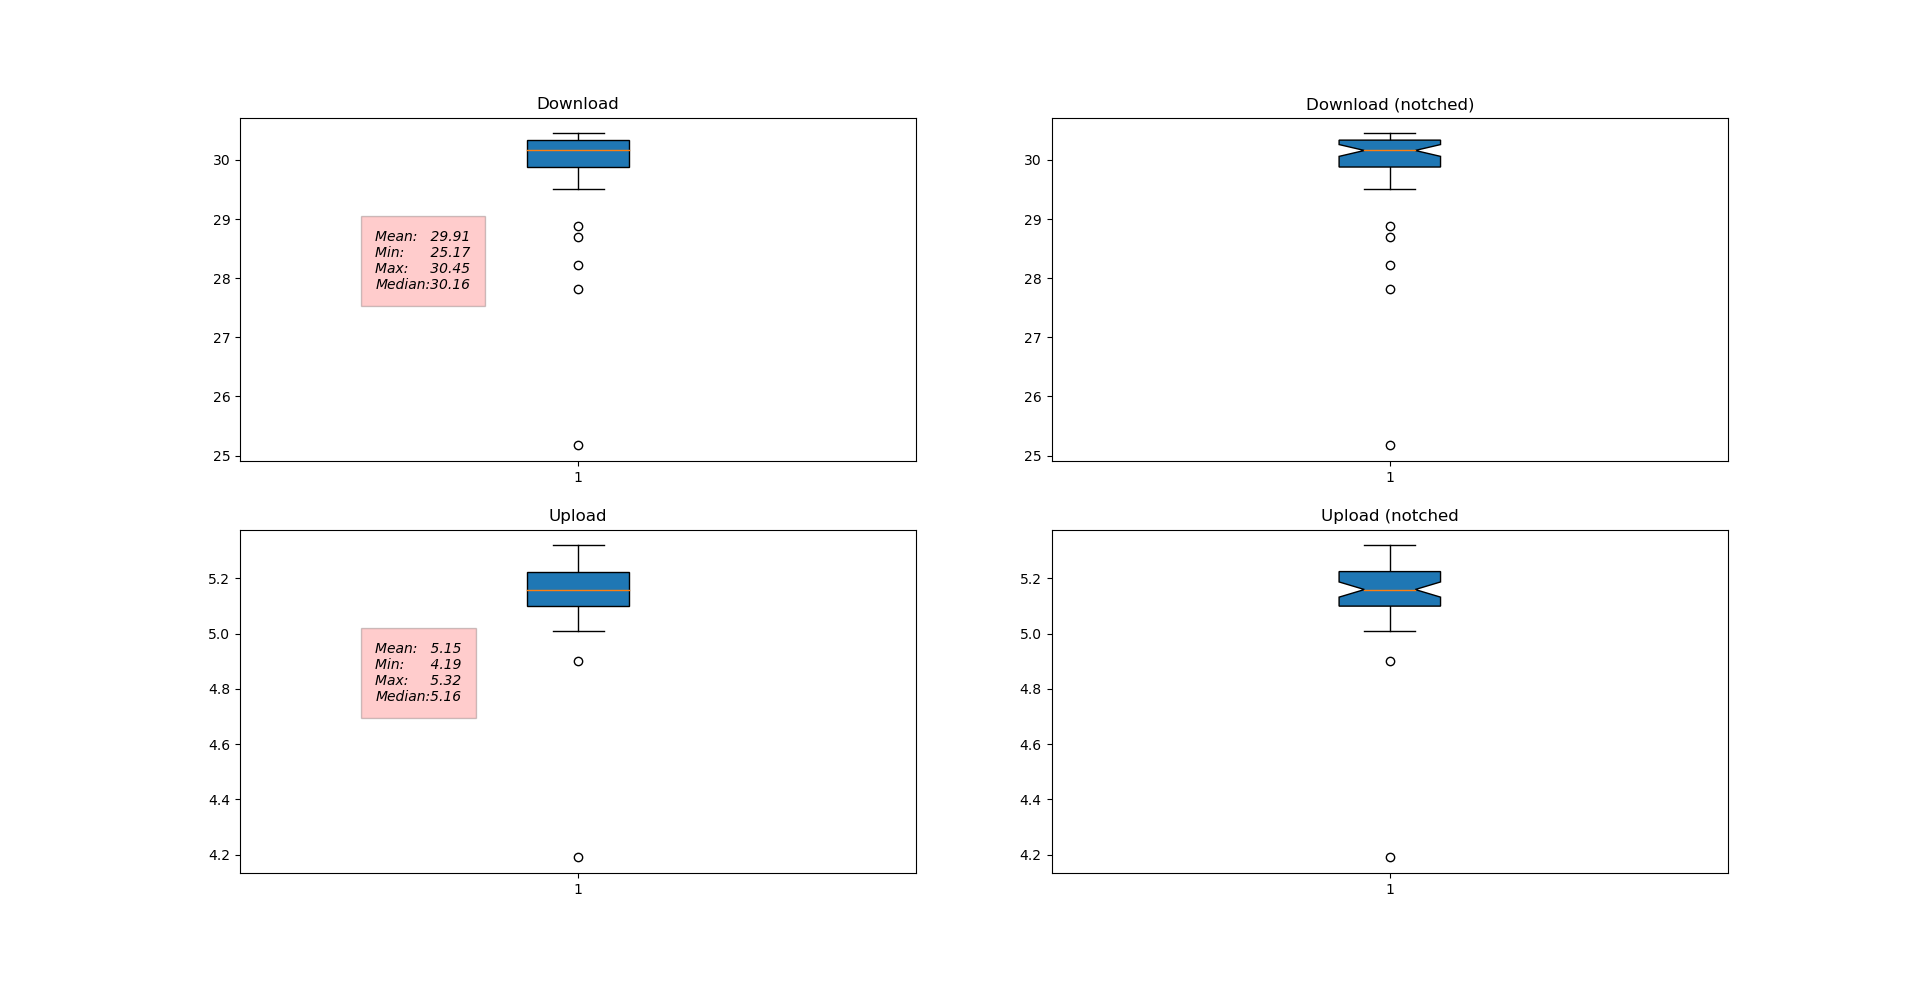 Download
30
29
28
27
26
25
1
Mean: 29.91
Min: 25.17
Max: 30.45
Median:30.16
Download (notched)
30
29
28
27
26
25
1
Upload
5.2
5.0
4.8
4.6
4.4
4.2
1
Mean: 5.15
Min: 4.19
Max: 5.32
Median:5.16
Upload (notched
5.2
5.0
4.8
4.6
4.4
4.2
1